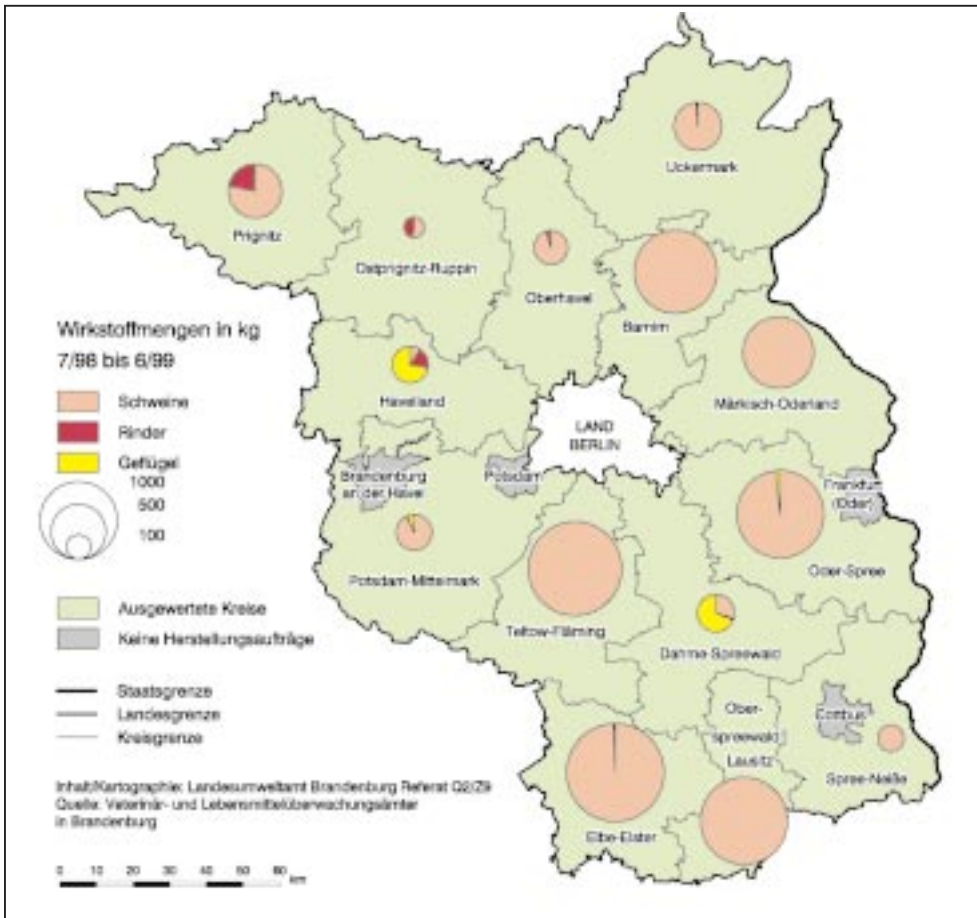 Uckermark
Prignitz
Ostprignitz-Ruppin
Oberhavel
Barnim
Wirkstoffmengen in kg
7/98 bis 6/99
Schweine
Rinder
Geflügel
1000
500
100
Havelland
Märkisch-Oderland
LAND
BERLIN
Brandenburg
an der Havel
Potsdam
Frankfurt
(Oder)
Oder-Spree
Potsdam-Mittelmark
Teltow-Fläming
Dahme-Spreewald
Ausgewertete Kreise
Keine Herstellungsaufträge
Staatsgrenze
Landesgrenze
Kreisgrenze
Ober-
spreewald
Lausitz
Cottbus
Spree-Neiße
Elbe-Elster
Inhalt/Kartographie: Landesumweltamt Brandenburg Referat Q2/Z9
Quelle: Veterinär- und Lebensmittelüberwachungsämter
in Brandenburg
0 10 20 30 40 50 60 km